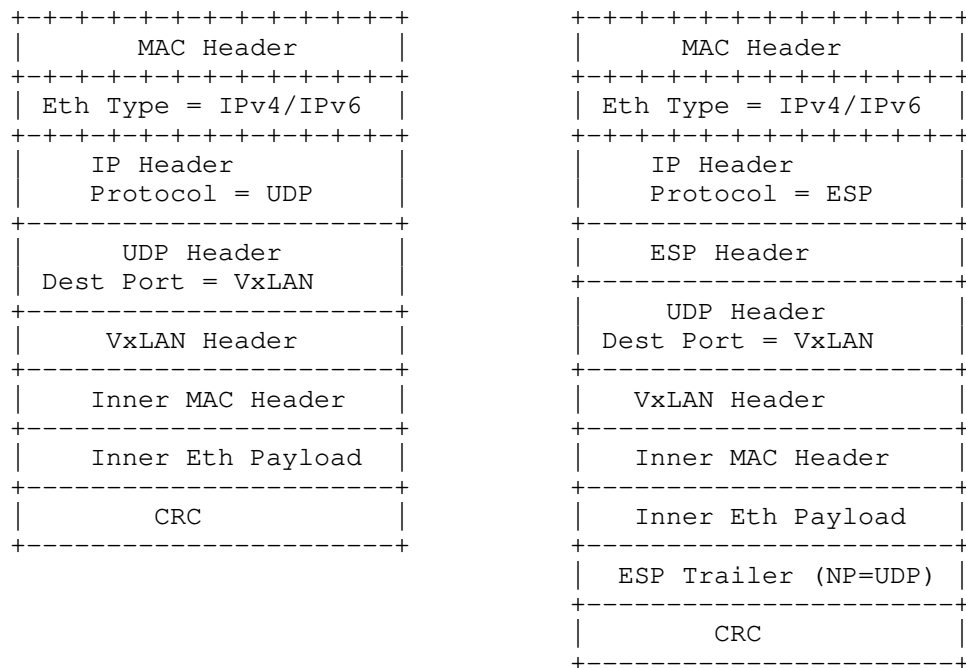 +-+-+-+-+-+-+-+-+-+-+-+-+        +-+-+-+-+-+-+-+-+-+-+-+-+
|       MAC Header      |        |      MAC Header       |
+-+-+-+-+-+-+-+-+-+-+-+-+        +-+-+-+-+-+-+-+-+-+-+-+-+
| Eth Type = IPv4/IPv6  |        | Eth Type = IPv4/IPv6  |
+-+-+-+-+-+-+-+-+-+-+-+-+        +-+-+-+-+-+-+-+-+-+-+-+-+
|    IP Header          |        |    IP Header          |
|    Protocol = UDP     |        |    Protocol = ESP     |
+-----------------------+        +-----------------------+
|      UDP Header       |        |    ESP Header         |
| Dest Port = VxLAN     |        +-----------------------+
+-----------------------+        |     UDP Header        |
|     VxLAN Header      |        | Dest Port = VxLAN     |
+-----------------------+        +-----------------------+
|    Inner MAC Header   |        |   VxLAN Header        |
+-----------------------+        +-----------------------+
|    Inner Eth Payload  |        |   Inner MAC Header    |
+-----------------------+        +-----------------------+
|        CRC            |        |   Inner Eth Payload   |
+-----------------------+        +-----------------------+
                                 |  ESP Trailer (NP=UDP) |
                                 +-----------------------+
                                 |        CRC            |
                                 +-----------------------+